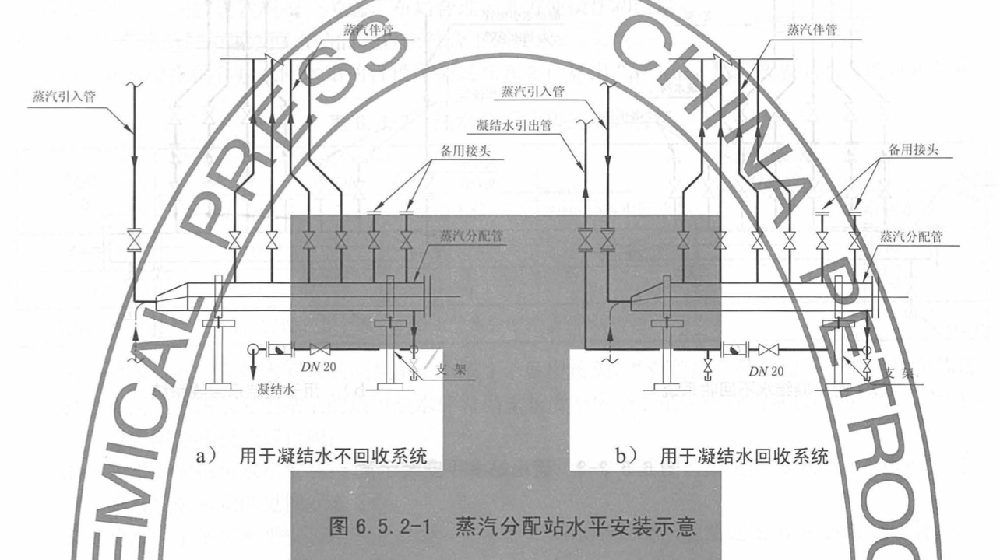 蒸汽伴管
蒸汽伴管
蒸汽引入管
蒸汽引入管
凝结水引出管
备用接头
备用接头
蒸汽分配管
蒸汽分配管
DN 20
DN 20
支架
支架
凝结水
a) 用于凝结水不回收系统
b) 用于凝结水回收系统
图 6.5.2-1 蒸汽分配站水平安装示意
CHEMICAL PRESS
CHINA PETRO